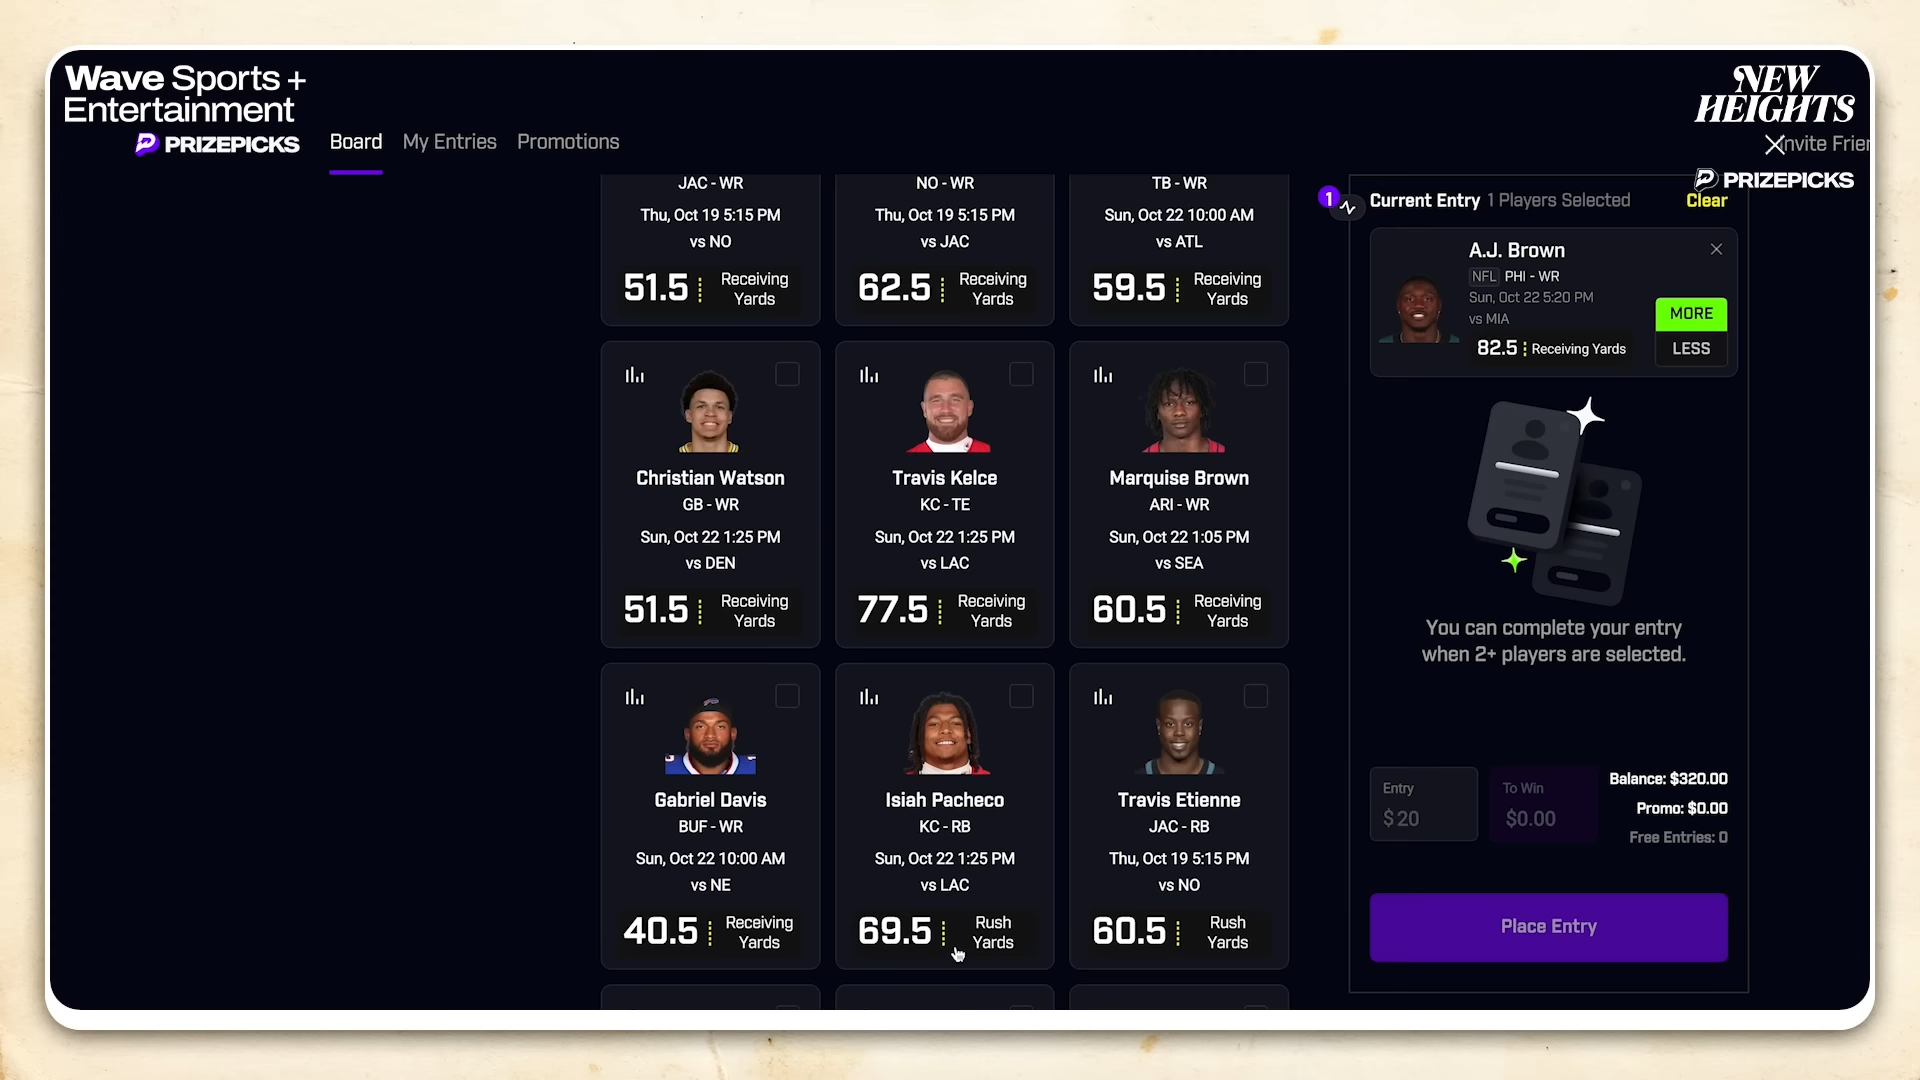 Wave Sports +
Entertainment
PRIZEPICKS
Board
My Entries
Promotions
NEW
HEIGHTS
nvite Frier
PRIZEPICKS
JAC - WR
Thu, Oct 19 5:15 PM
vs NO
51.5
Receiving
Yards
NO - WR
Thu, Oct 19 5:15 PM
vs JAC
62.5
Receiving
Yards
TB - WR
Sun, Oct 22 10:00 AM
vs ATL
59.5
Receiving
Yards
Christian Watson
GB - WR
Sun, Oct 22 1:25 PM
vs DEN
51.5
Receiving
Yards
Travis Kelce
KC - TE
Sun, Oct 22 1:25 PM
vs LAC
77.5
Receiving
Yards
Marquise Brown
ARI - WR
Sun, Oct 22 1:05 PM
vs SEA
60.5
Receiving
Yards
Gabriel Davis
BUF - WR
Sun, Oct 22 10:00 AM
vs NE
40.5
Receiving
Yards
Isiah Pacheco
KC - RB
Sun, Oct 22 1:25 PM
vs LAC
69.5
Rush
Yards
Travis Etienne
JAC - RB
Thu, Oct 19 5:15 PM
vs NO
60.5
Rush
Yards
1
Current Entry 1 Players Selected
Clear
A.J. Brown
NFL PHI - WR
Sun, Oct 22 5:20 PM
vs MIA
82.5 Receiving Yards
MORE
LESS
You can complete your entry
when 2+ players are selected.
Entry
$ 20
To Win
$0.00
Balance: $320.00
Promo: $0.00
Free Entries: 0
Place Entry